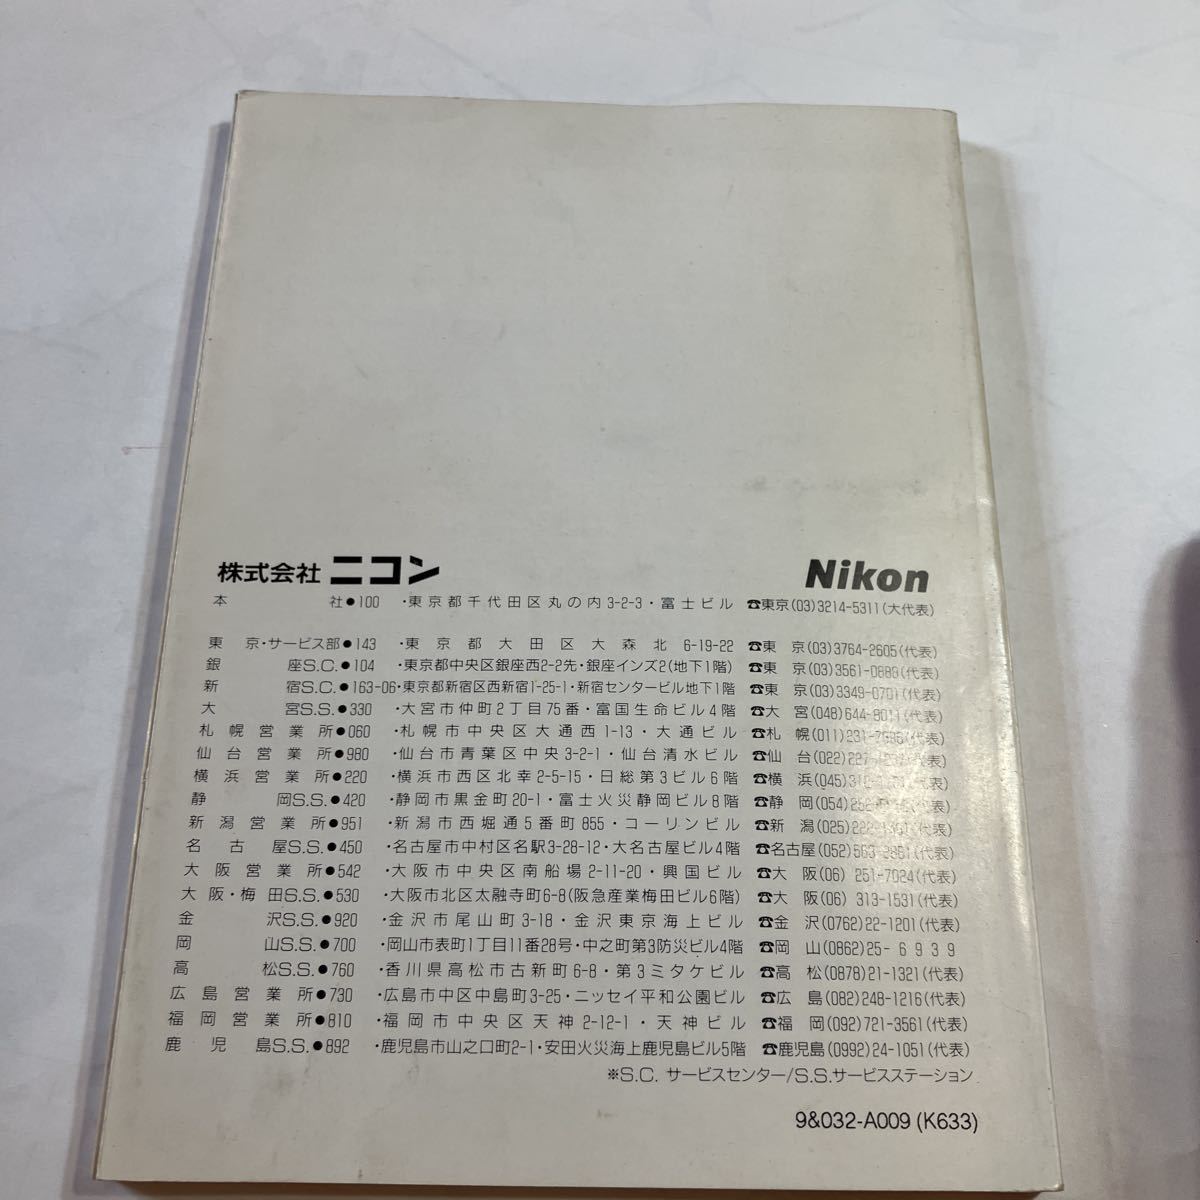 株式会社 ニコン Nikon
本社●100 ・東京都千代田区丸の内3-2-3・富士ビル ☎東京(03)3214-5311(大代表)
東京・サービス部●143 ・東京都大田区大森北6-19-22 ☎東京(03)3764-2605(代表)
銀座S.C.●104 ・東京都中央区銀座西2-2先・銀座インズ2(地下1階) ☎東京(03)3561-0883(代表)
新宿S.C.●163-06・東京都新宿区西新宿1-25-1・新宿センタービル地下1階 ☎東京(03)3349-0701(代表)
大宮S.S.●330 ・大宮市仲町2丁目75番・富国生命ビル4階 ☎大宮(048)644-8011(代表)
札幌営業所●060 ・札幌市中央区大通西1-13・大通ビル ☎札幌(011)(代表)
仙台営業所●980 ・仙台市青葉区中央3-2-1・仙台清水ビル ☎仙台(022)(代表)
横浜営業所●220 ・横浜市西区北幸2-5-15・日総第3ビル6階 ☎横浜(045)(代表)
静岡S.S.●420 ・静岡市黒金町20-1・富士火災静岡ビル8階 ☎静岡(054)(代表)
新潟営業所●951 ・新潟市西堀通5番町855・コーリンビル ☎新潟(025)(代表)
名古屋S.S.●450 ・名古屋市中村区名駅3-28-12・大名古屋ビル4階 ☎名古屋(052)(代表)
大阪営業所●542 ・大阪市中央区南船場2-11-20・興国ビル ☎大阪(06)251-7024(代表)
大阪・梅田S.S.●530 ・大阪市北区太融寺町6-8(阪急産業梅田ビル6階) ☎大阪(06)313-1531(代表)
金沢S.S.●920 ・金沢市尾山町3-18・金沢東京海上ビル ☎金沢(0762)22-1201(代表)
岡山S.S.●700 ・岡山市表町1丁目11番28号・中之町第3防災ビル4階 ☎岡山(0862)25-6939
高松S.S.●760 ・香川県高松市古新町6-8・第3ミタケビル ☎高松(0878)21-1321(代表)
広島営業所●730 ・広島市中区中島町3-25・ニッセイ平和公園ビル ☎広島(082)248-1216(代表)
福岡営業所●810 ・福岡市中央区天神2-12-1・天神ビル ☎福岡(092)721-3561(代表)
鹿児島S.S.●892 ・鹿児島市山之口町2-1・安田火災海上鹿児島ビル5階 ☎鹿児島(0992)24-1051(代表)
※S.C. サービスセンター/S.S.サービスステーション
9&032-A009 (K633)